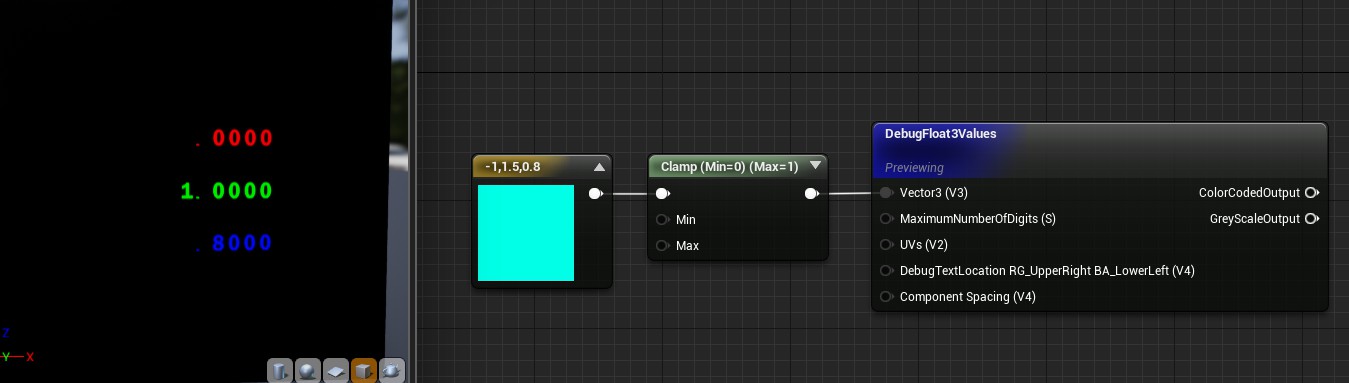 .0000
1.0000
.8000
Z
Y X
-1,1.5,0.8
Clamp (Min=0) (Max=1)
Min
Max
DebugFloat3Values
Previewing
Vector3 (V3)
ColorCodedOutput
MaximumNumberOfDigits (S)
GreyScaleOutput
UVs (V2)
DebugTextLocation RG_UpperRight BA_LowerLeft (V4)
Component Spacing (V4)